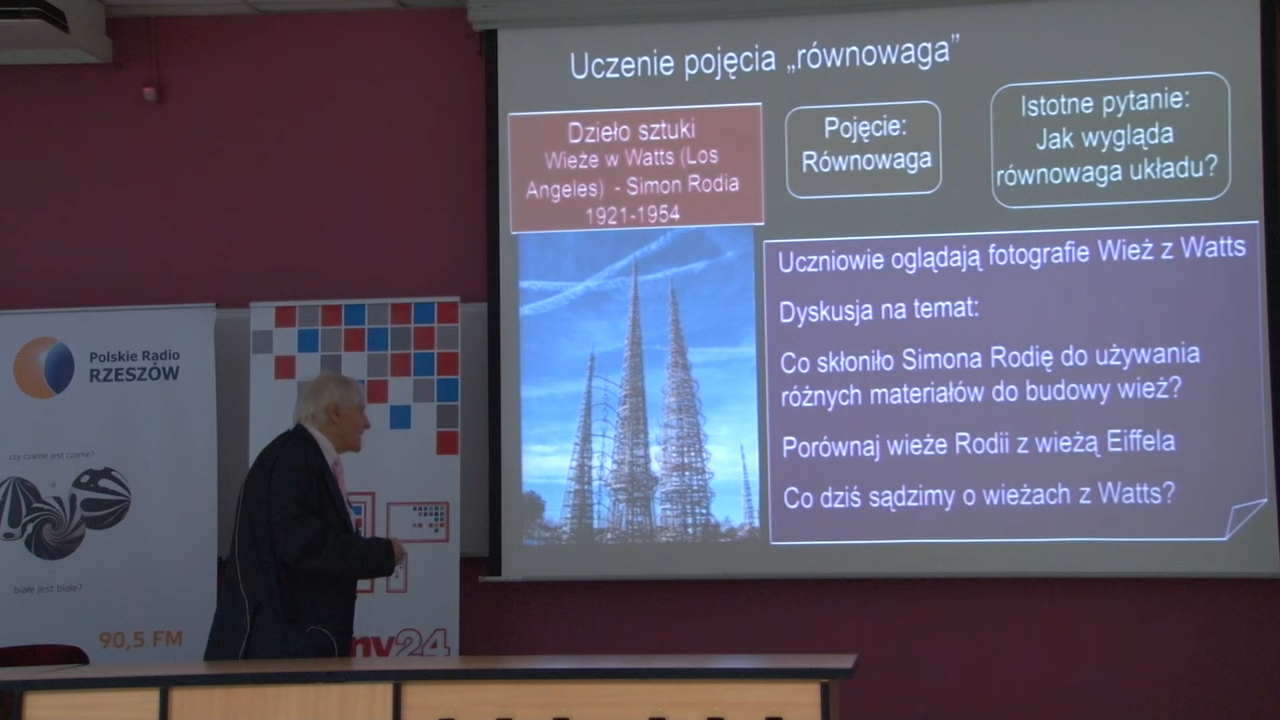 Uczenie pojęcia „równowaga”
Dzieło sztuki
Wieże w Watts (Los
Angeles) - Simon Rodia
1921-1954
Pojęcie:
Równowaga
Istotne pytanie:
Jak wygląda
równowaga układu?
Uczniowie oglądają fotografie Wież z Watts
Dyskusja na temat:
Co skłoniło Simona Rodię do używania
różnych materiałów do budowy wież?
Porównaj wieże Rodii z wieżą Eiffela
Co dziś sądzimy o wieżach z Watts?
Polskie Radio
RZESZÓW
czy czarne jest czarne?
białe jest białe?
90,5 FM
ny24